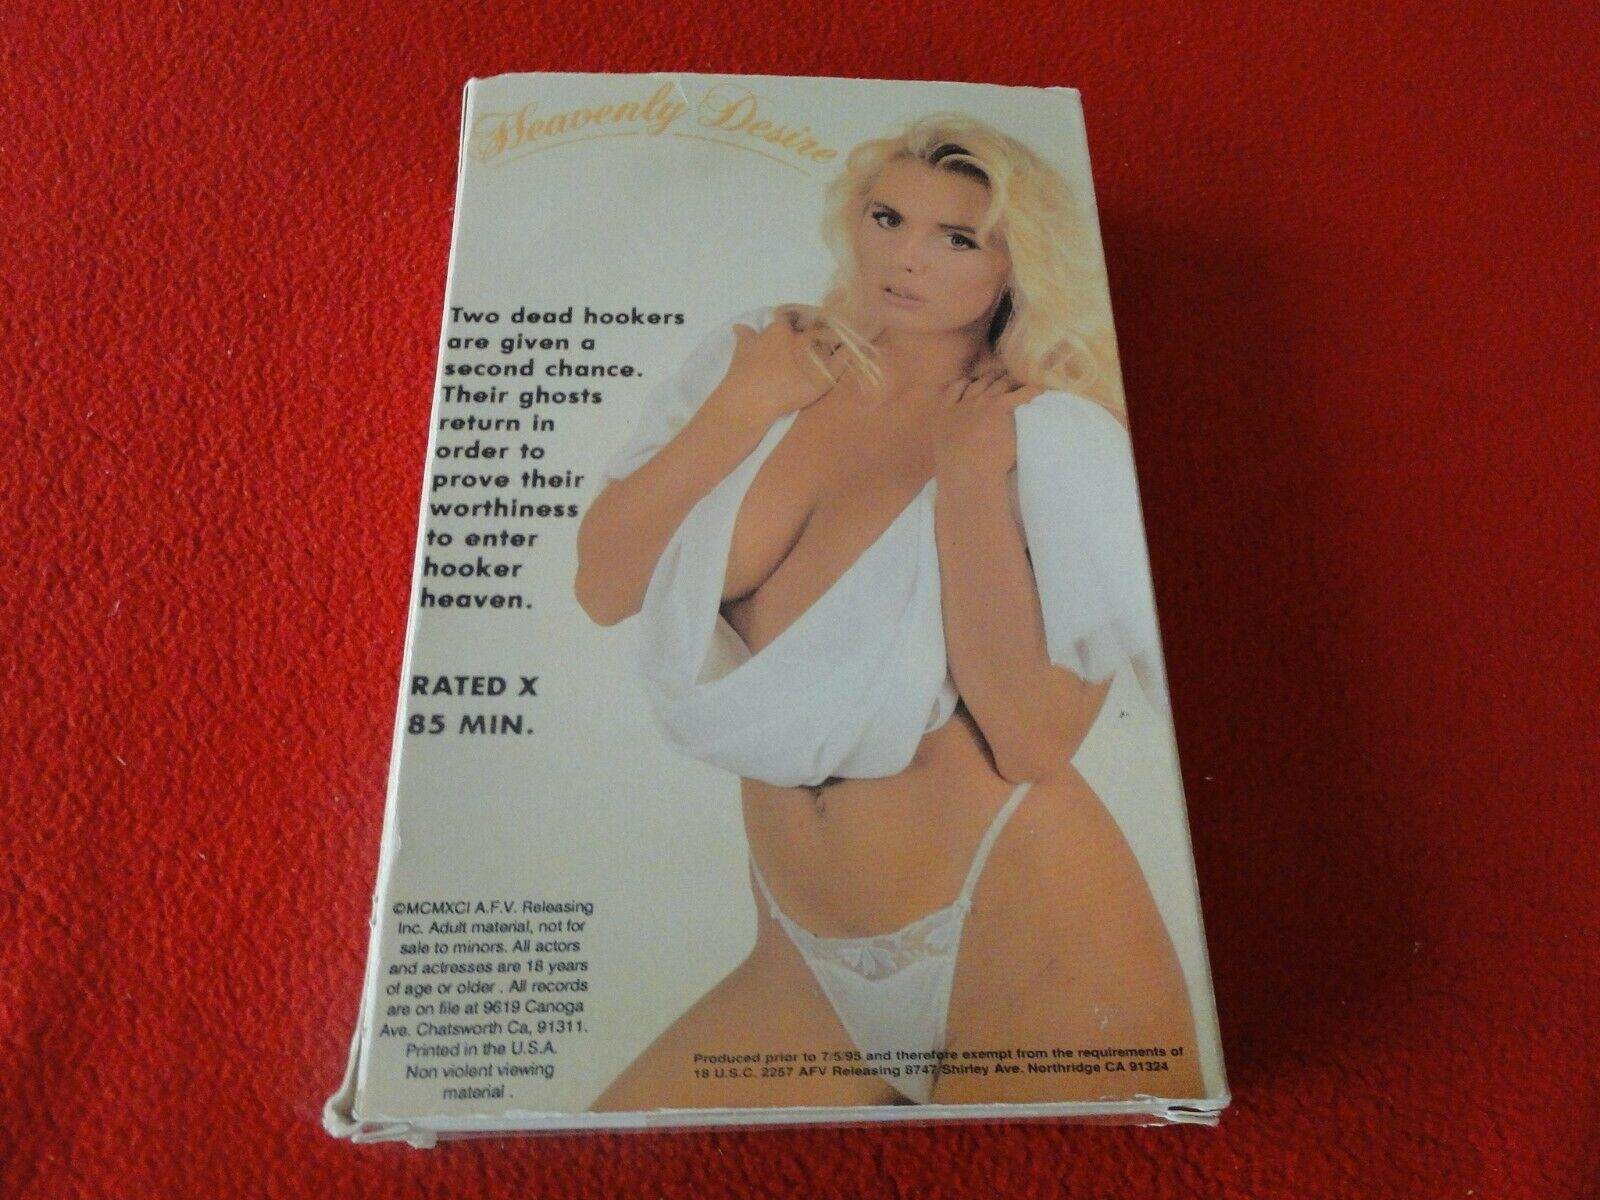 Heavenly Desire
Two dead hookers
are given a
second chance.
Their ghosts
return in
order to
prove their
worthiness
to enter
hooker
heaven.
RATED X
85 MIN.
©MCMXCI A.F.V. Releasing
Inc. Adult material, not for
sale to minors. All actors
and actresses are 18 years
of age or older . All records
are on file at 9619 Canoga
Ave. Chatsworth Ca, 91311.
Printed in the U.S.A.
Non violent viewing
material .
Produced prior to 7/5/95 and therefore exempt from the requirements of
18 U.S.C. 2257 AFV Releasing 8747 Shirley Ave. Northridge CA 91324